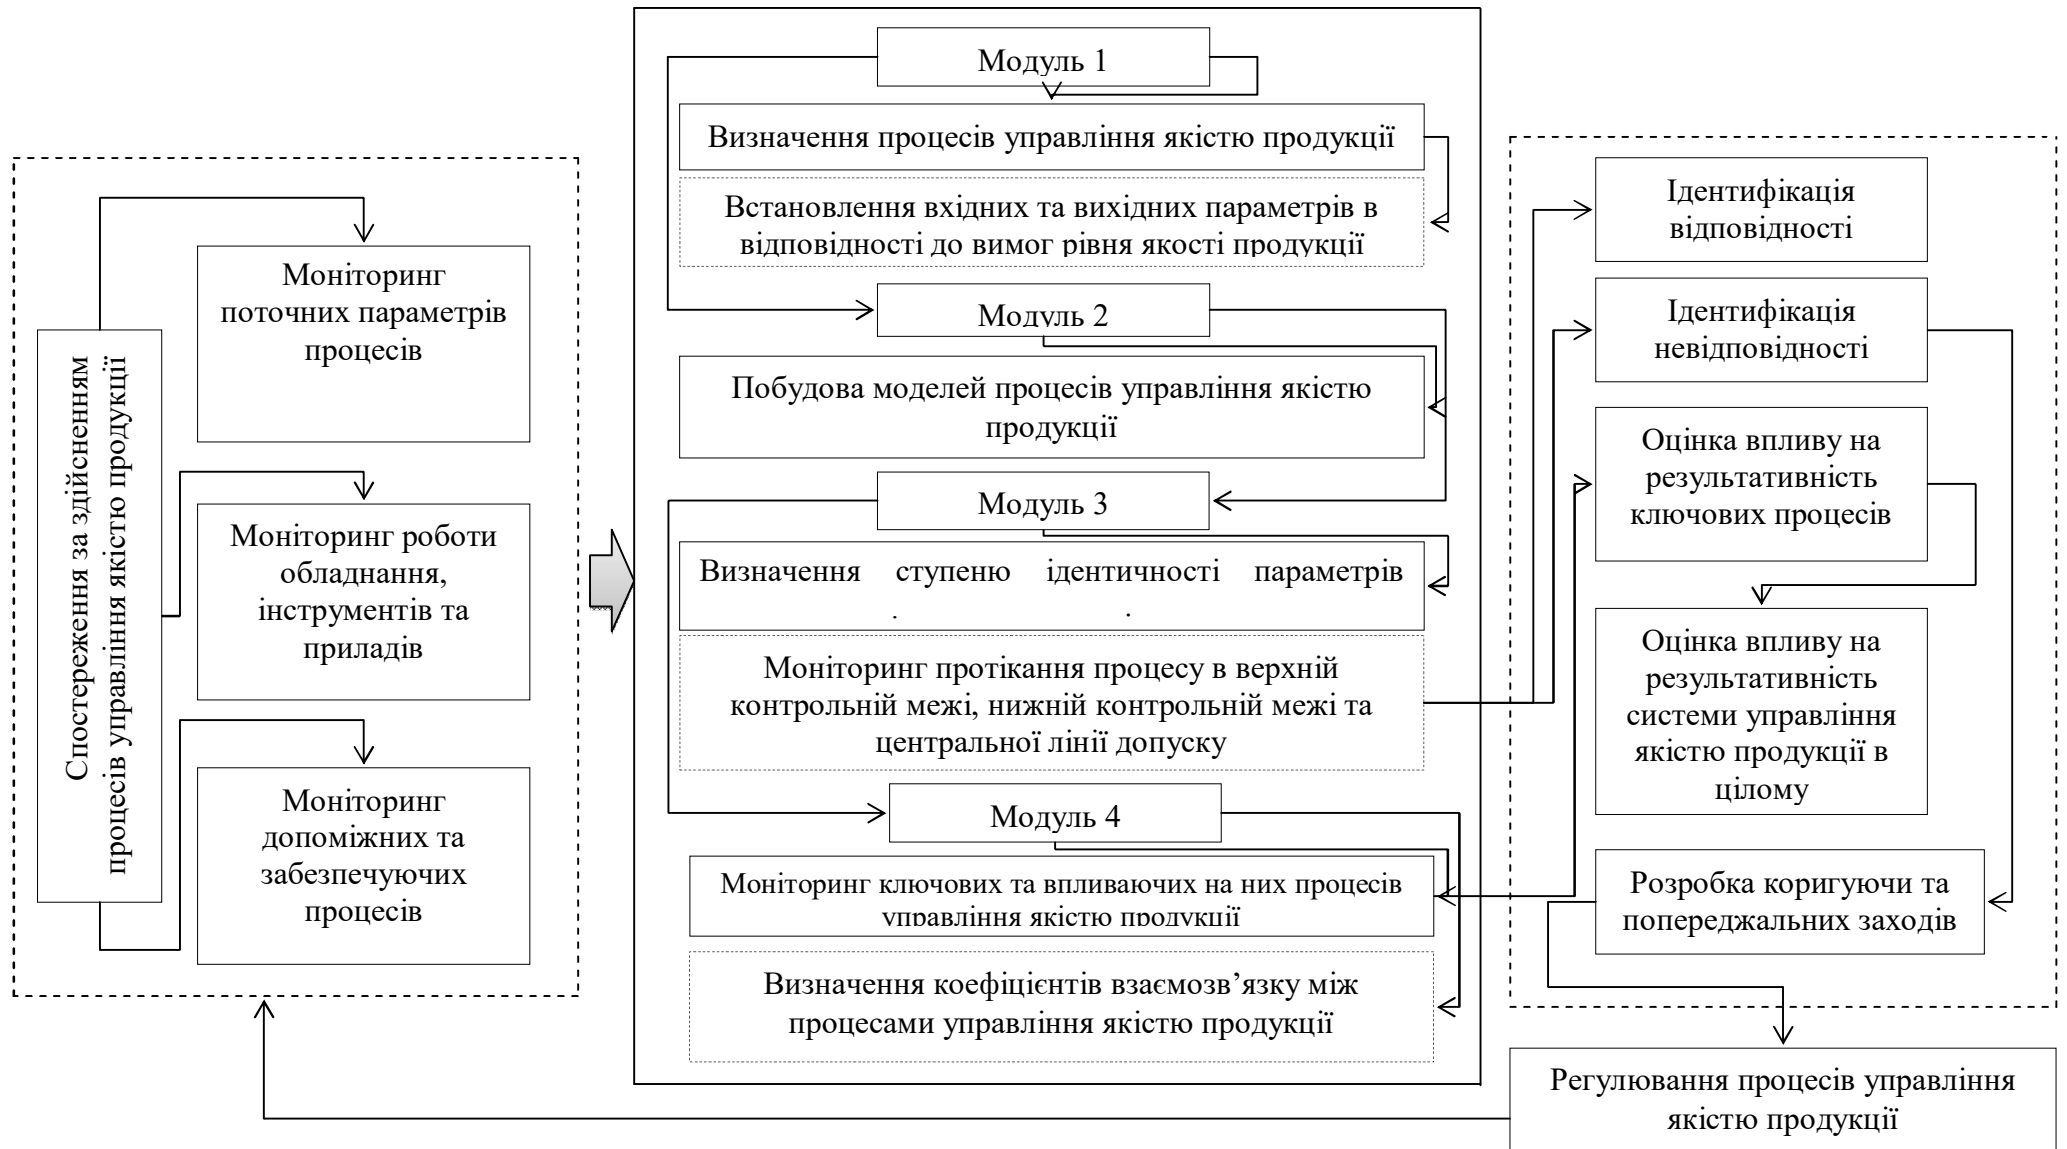 Спостереження за здійсненням
процесів управління якістю продукції
Моніторинг
поточних параметрів
процесів
Моніторинг роботи
обладнання,
інструментів та
приладів
Моніторинг
допоміжних та
забезпечуючих
процесів
Модуль 1
Визначення процесів управління якістю продукції
Встановлення вхідних та вихідних параметрів в
відповідності до вимог рівня якості продукції
Модуль 2
Побудова моделей процесів управління якістю
продукції
Модуль 3
Визначення ступеню ідентичності параметрів
Моніторинг протікання процесу в верхній
контрольній межі, нижній контрольній межі та
центральної лінії допуску
Модуль 4
Моніторинг ключових та впливаючих на них процесів
управління якістю продукції
Визначення коефіцієнтів взаємозв’язку між
процесами управління якістю продукції
Ідентифікація
відповідності
Ідентифікація
невідповідності
Оцінка впливу на
результативність
ключових процесів
Оцінка впливу на
результативність
системи управління
якістю продукції в
цілому
Розробка коригуючи та
попереджальних заходів
Регулювання процесів управління
якістю продукції